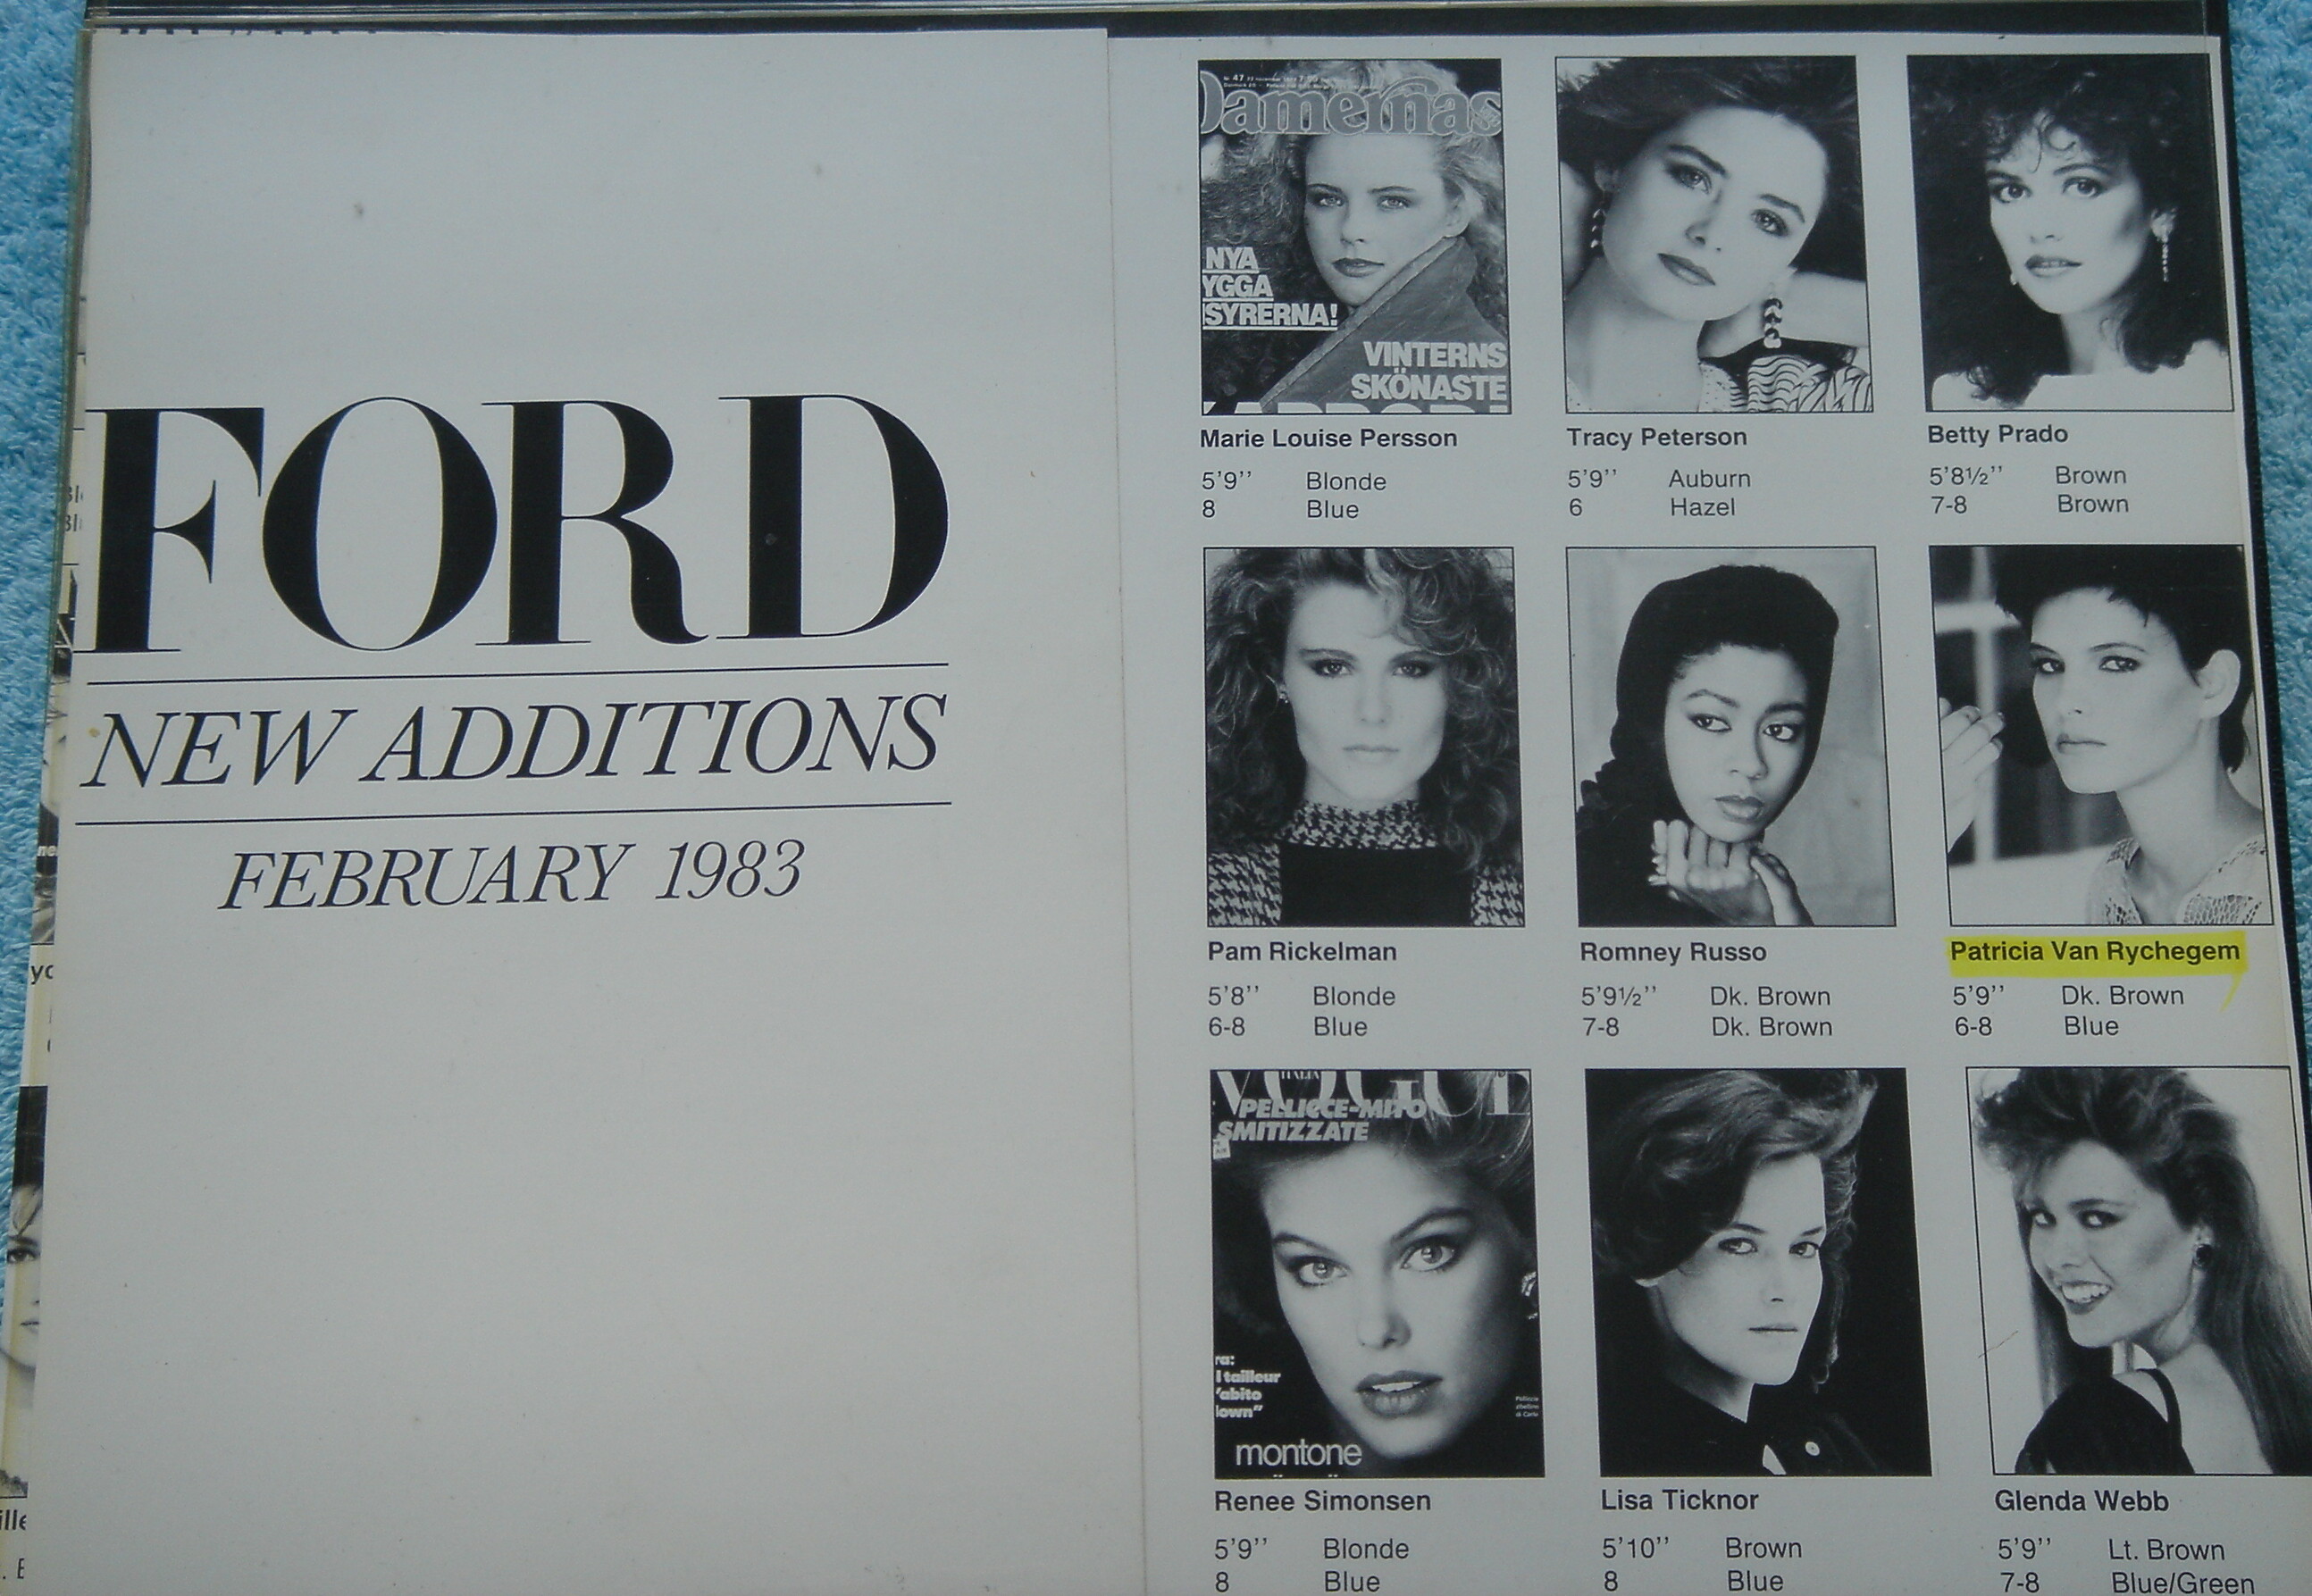 FORD
NEW ADDITIONS
FEBRUARY 1983
Nr 47
Damernas
NYA
YGGA
SYRERNA!
VINTERNS
SKÖNASTE
Marie Louise Persson
5'9'' Blonde
8 Blue
Tracy Peterson
5'9'' Auburn
6 Hazel
Betty Prado
5'8½'' Brown
7-8 Brown
Pam Rickelman
5'8'' Blonde
6-8 Blue
Romney Russo
5'9½'' Dk. Brown
7-8 Dk. Brown
Patricia Van Rychegem
5'9'' Dk. Brown
6-8 Blue
VOGUE
ITALIA
PELLICCE-MITO
SMITIZZATE
ra:
l tailleur
'abito
lown"
montone
Renee Simonsen
5'9'' Blonde
8 Blue
Lisa Ticknor
5'10'' Brown
8 Blue
Glenda Webb
5'9'' Lt. Brown
7-8 Blue/Green